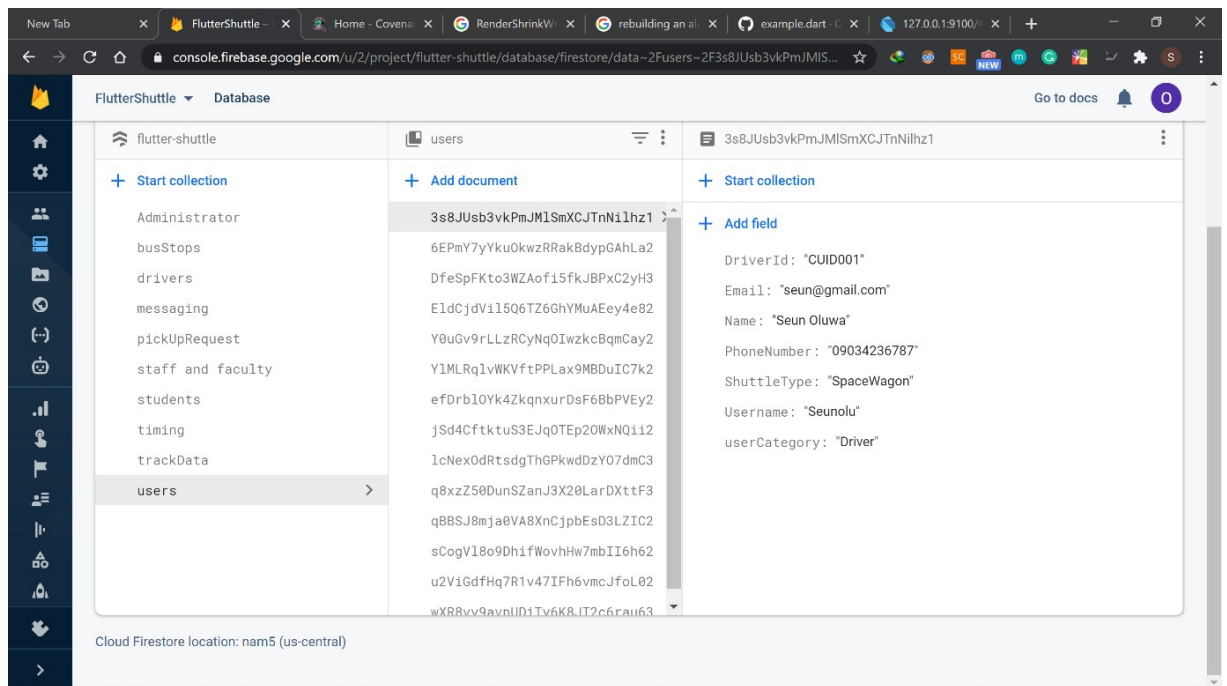 New Tab
FlutterShuttle –
Home - Covena
RenderShrinkW
rebuilding an al
example.dart · G
127.0.0.1:9100/
console.firebase.google.com/u/2/project/flutter-shuttle/database/firestore/data~2Fusers~2F3s8JUsb3vkPmJMlS...
SC
NEW
m
G
S
FlutterShuttle
Database
Go to docs
O
flutter-shuttle
users
3s8JUsb3vkPmJMlSmXCJTnNilhz1
Start collection
Add document
Start collection
Administrator
busStops
drivers
messaging
pickUpRequest
staff and faculty
students
timing
trackData
users
3s8JUsb3vkPmJMlSmXCJTnNilhz1
6EPmY7yYkuOkwzRRakBdypGAhLa2
DfeSpFKto3WZAofi5fkJBPxC2yH3
EldCjdVil5Q6TZ6GhYMuAEey4e82
Y0uGv9rLLzRCyNqOIwzkcBqmCay2
YlMLRqlvWKVftPPLax9MBDuIC7k2
efDrblOYk4ZkqnxurDsF6BbPVEy2
jSd4CftktuS3EJqOTEp2OWxNQii2
lcNexOdRtsdgThGPkwdDzYO7dmC3
q8xzZ50DunSZanJ3X20LarDXttF3
qBBSJ8mja0VA8XnCjpbEsD3LZIC2
sCogVl8o9DhifWovhHw7mbII6h62
u2ViGdfHq7R1v47IFh6vmcJfoL02
Add field
DriverId: "CUID001"
Email: "seun@gmail.com"
Name: "Seun Oluwa"
PhoneNumber: "09034236787"
ShuttleType: "SpaceWagon"
Username: "Seunolu"
userCategory: "Driver"
Cloud Firestore location: nam5 (us-central)